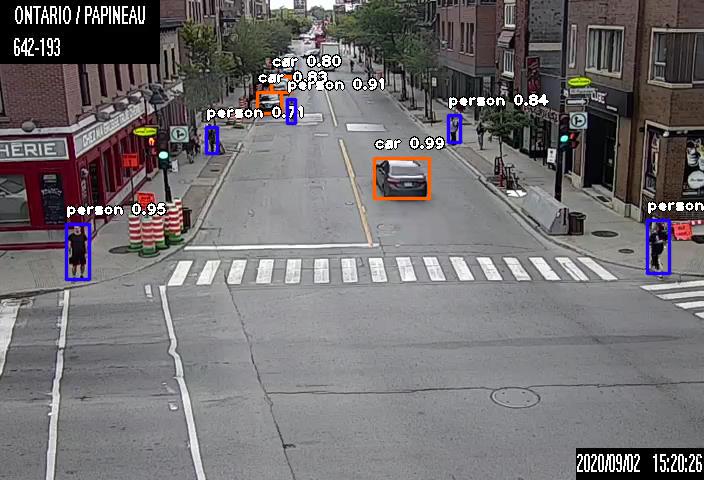 ONTARIO / PAPINEAU
642-193
car 0.80
car 0.83
person 0.91
person 0.71
person 0.84
car 0.99
HERIE
person 0.95
person
2020/09/02 15:20:26